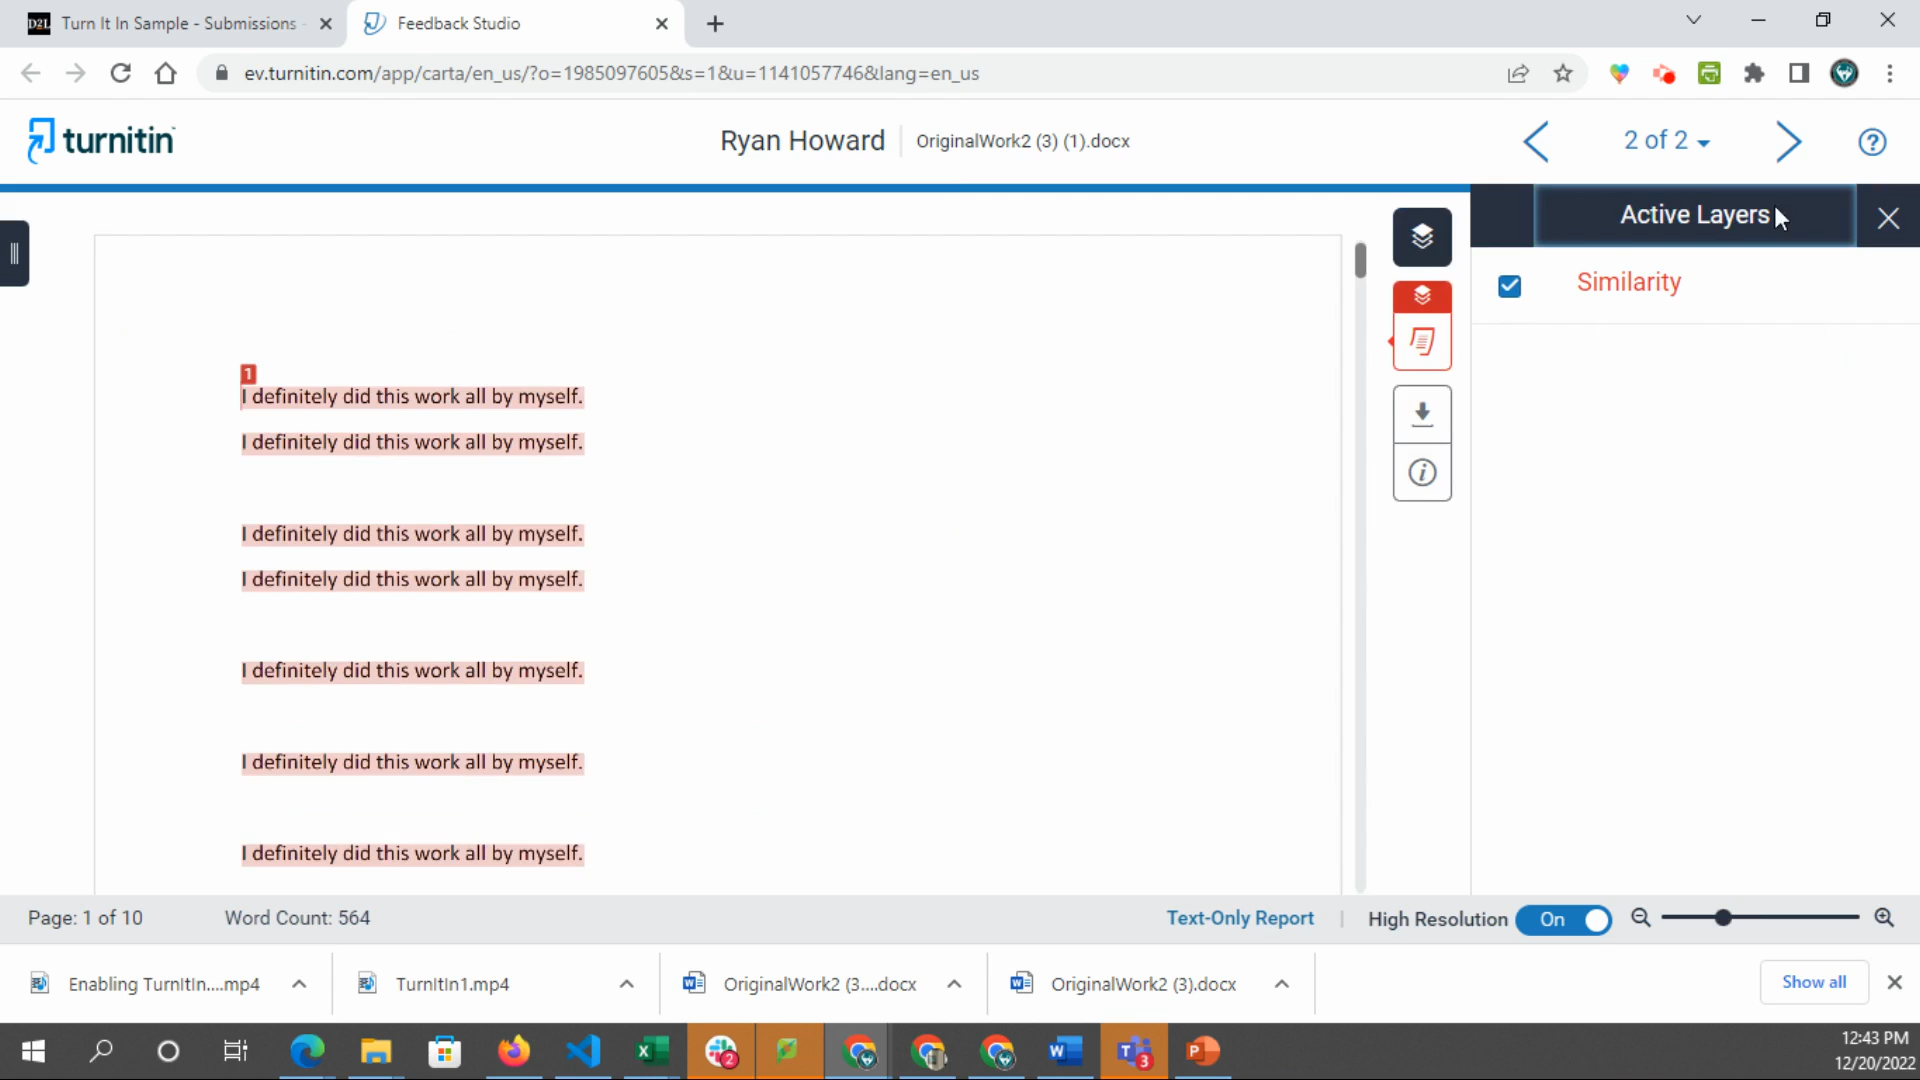 D2L Turn It In Sample - Submissions -
Feedback Studio
ev.turnitin.com/app/carta/en_us/?o=1985097605&s=1&u=1141057746&lang=en_us
turnitin
Ryan Howard
OriginalWork2 (3) (1).docx
2 of 2
Active Layers
Similarity
1
I definitely did this work all by myself.
I definitely did this work all by myself.
I definitely did this work all by myself.
I definitely did this work all by myself.
I definitely did this work all by myself.
I definitely did this work all by myself.
I definitely did this work all by myself.
Page: 1 of 10
Word Count: 564
Text-Only Report
High Resolution
On
Enabling TurnItIn....mp4
TurnItIn1.mp4
OriginalWork2 (3....docx
OriginalWork2 (3).docx
Show all
2
3
12:43 PM
12/20/2022